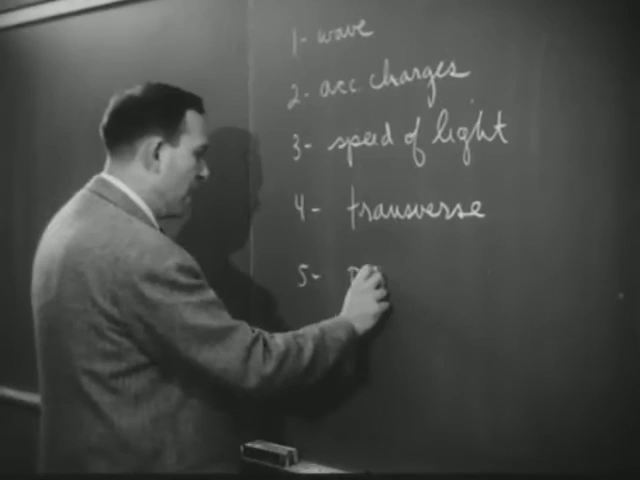 1- wave
2- acc. charges
3- speed of light
4- transverse
5-